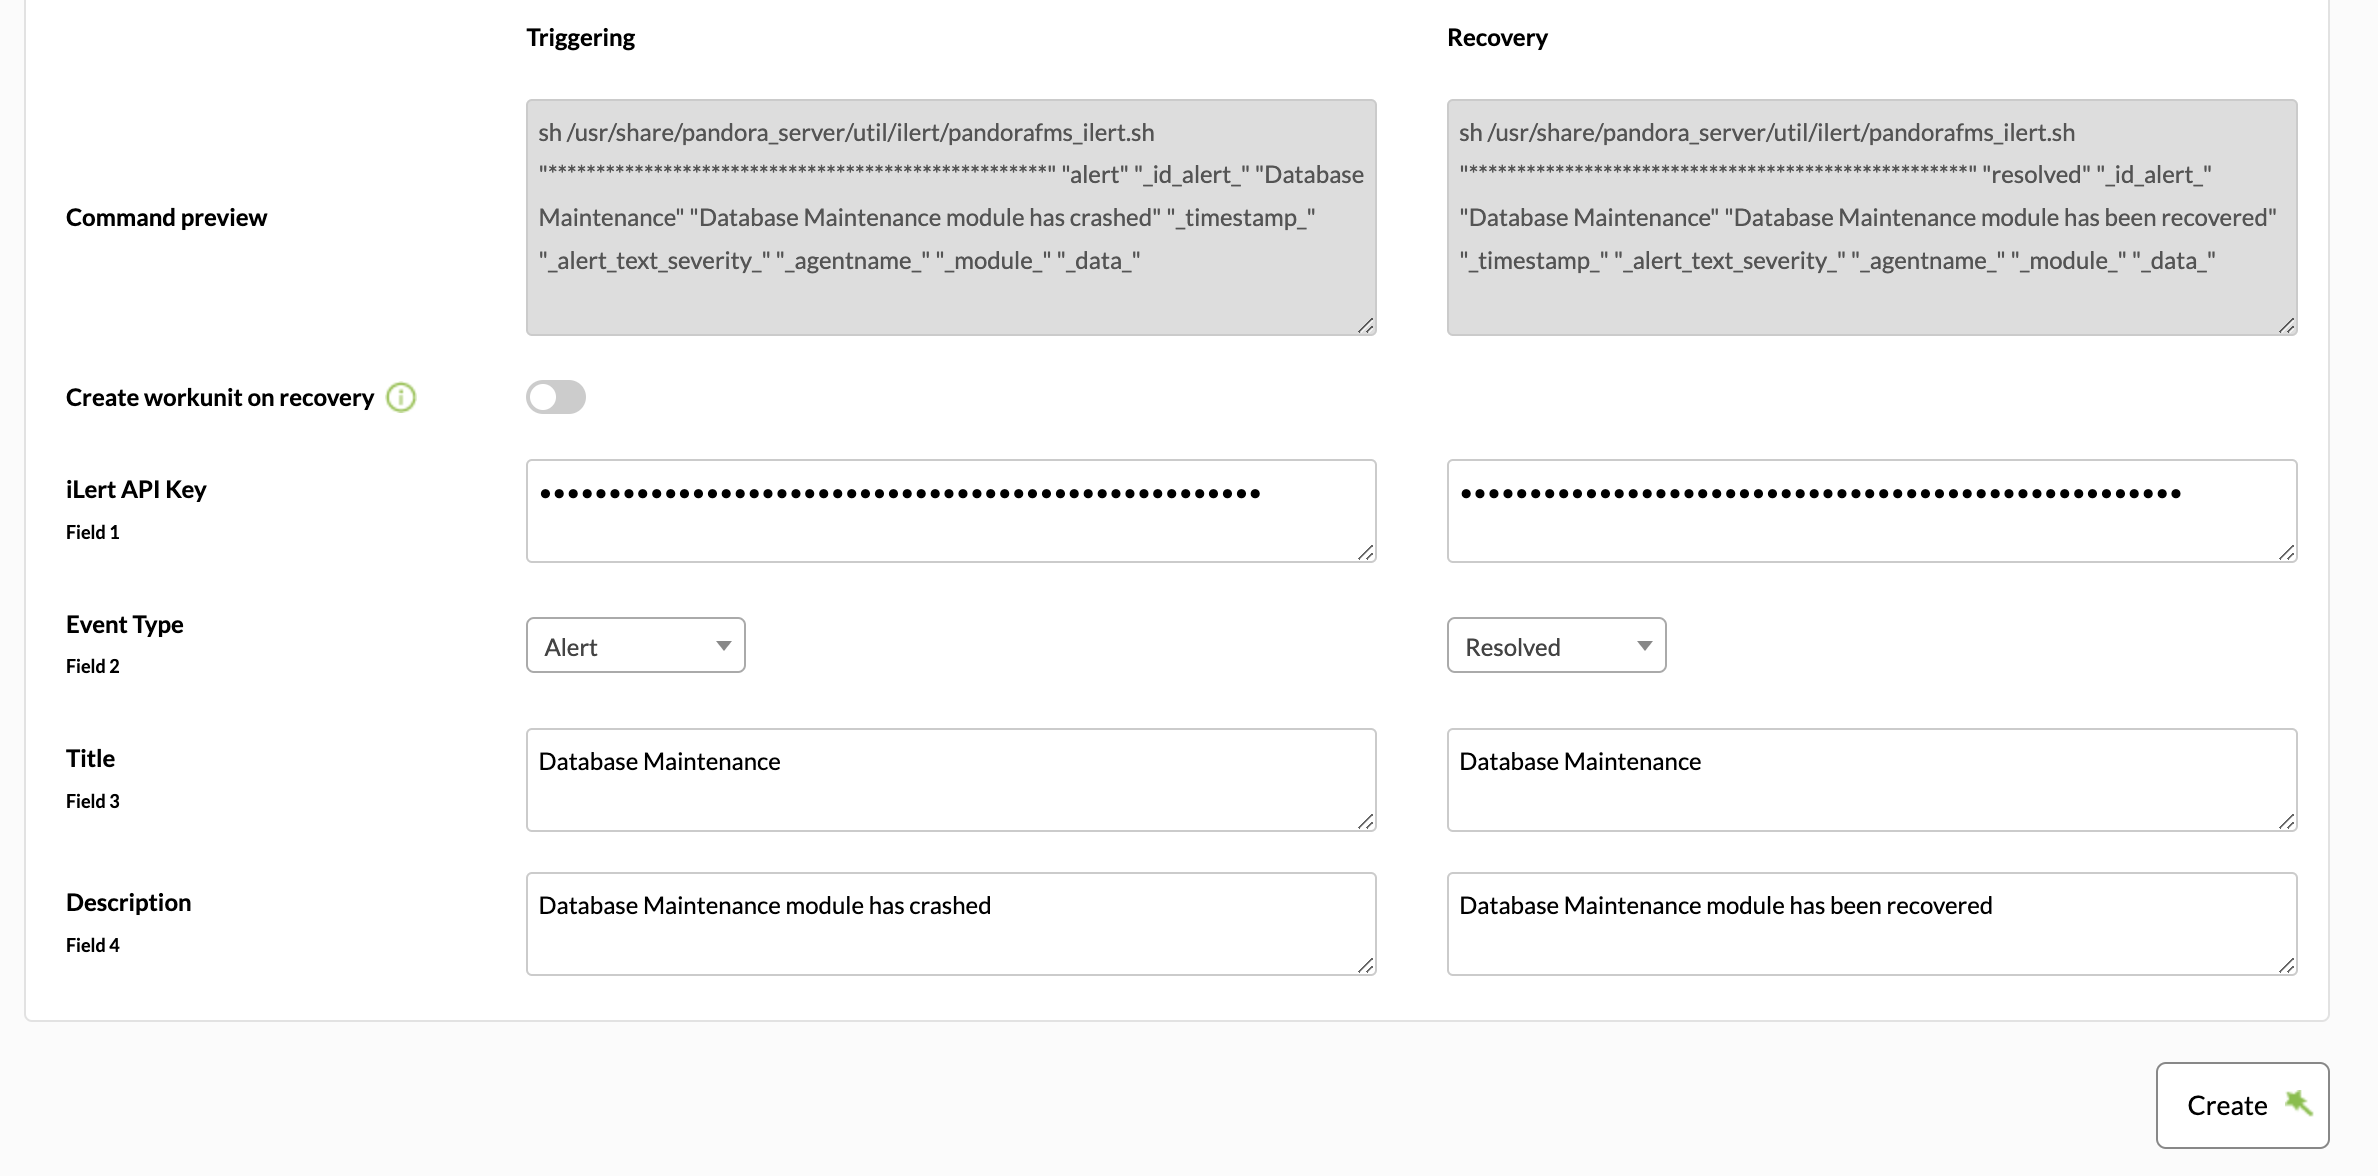 Triggering
Recovery
Command preview
sh /usr/share/pandora_server/util/ilert/pandorafms_ilert.sh
"****************************************************" "alert" "_id_alert_" "Database
Maintenance" "Database Maintenance module has crashed" "_timestamp_"
"_alert_text_severity_" "_agentname_" "_module_" "_data_"
sh /usr/share/pandora_server/util/ilert/pandorafms_ilert.sh
"****************************************************" "resolved" "_id_alert_"
"Database Maintenance" "Database Maintenance module has been recovered"
"_timestamp_" "_alert_text_severity_" "_agentname_" "_module_" "_data_"
Create workunit on recovery
iLert API Key
Field 1
••••••••••••••••••••••••••••••••••••••••••••••••••••
••••••••••••••••••••••••••••••••••••••••••••••••••••
Event Type
Field 2
Alert
Resolved
Title
Field 3
Database Maintenance
Database Maintenance
Description
Field 4
Database Maintenance module has crashed
Database Maintenance module has been recovered
Create